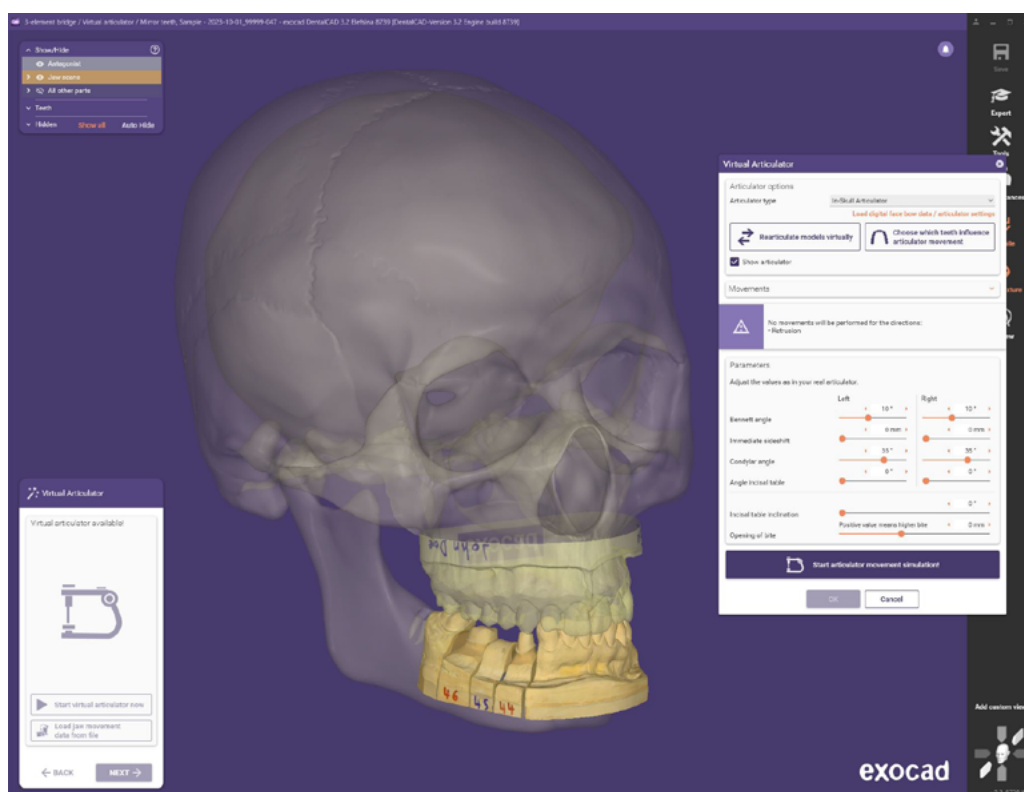 3-element bridge / Virtual articulator / Mirror teeth, Sample - 2023-10-01_99999-047 - exocad DentalCAD 3.2 Elefsina 8739 [DentalCAD-Version 3.2 Engine build 8739]
Show/Hide
Antagonist
Jaw scans
All other parts
Teeth
Hidden Show all Auto Hide
Save
Expert
Tools
Virtual Articulator
Articulator options
Articulator type In-Skull Articulator
Load digital face bow data / articulator settings
Rearticulate models virtually
Choose which teeth influence
articulator movement
Show articulator
Movements
No movements will be performed for the directions:
- Retrusion
Parameters
Adjust the values as in your real articulator.
Left Right
Bennett angle 10 ° 10 °
Immediate sideshift 0 mm 0 mm
Condylar angle
Angle incisal table 0 ° 0 °
Incisal table inclination 0 °
Positive value means higher bite
Opening of bite 0 mm
Start articulator movement simulation!
OK Cancel
Virtual Articulator
Virtual articulator available!
Start virtual articulator now
Load jaw movement
data from file
BACK NEXT
John Doe
exocad
46 45 44
Add custom view
exocad